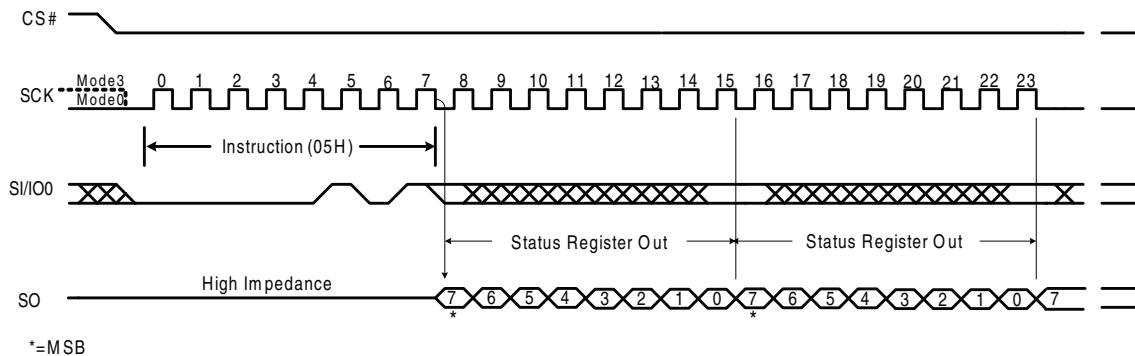 CS#
Mode3
SCK
Mode0
0 1 2 3 4 5 6 7 8 9 10 11 12 13 14 15 16 17 18 19 20 21 22 23
Instruction (05H)
SI/IO0
Status Register Out
Status Register Out
High Impedance
SO
7 6 5 4 3 2 1 0 7 6 5 4 3 2 1 0 7
* *
*=MSB